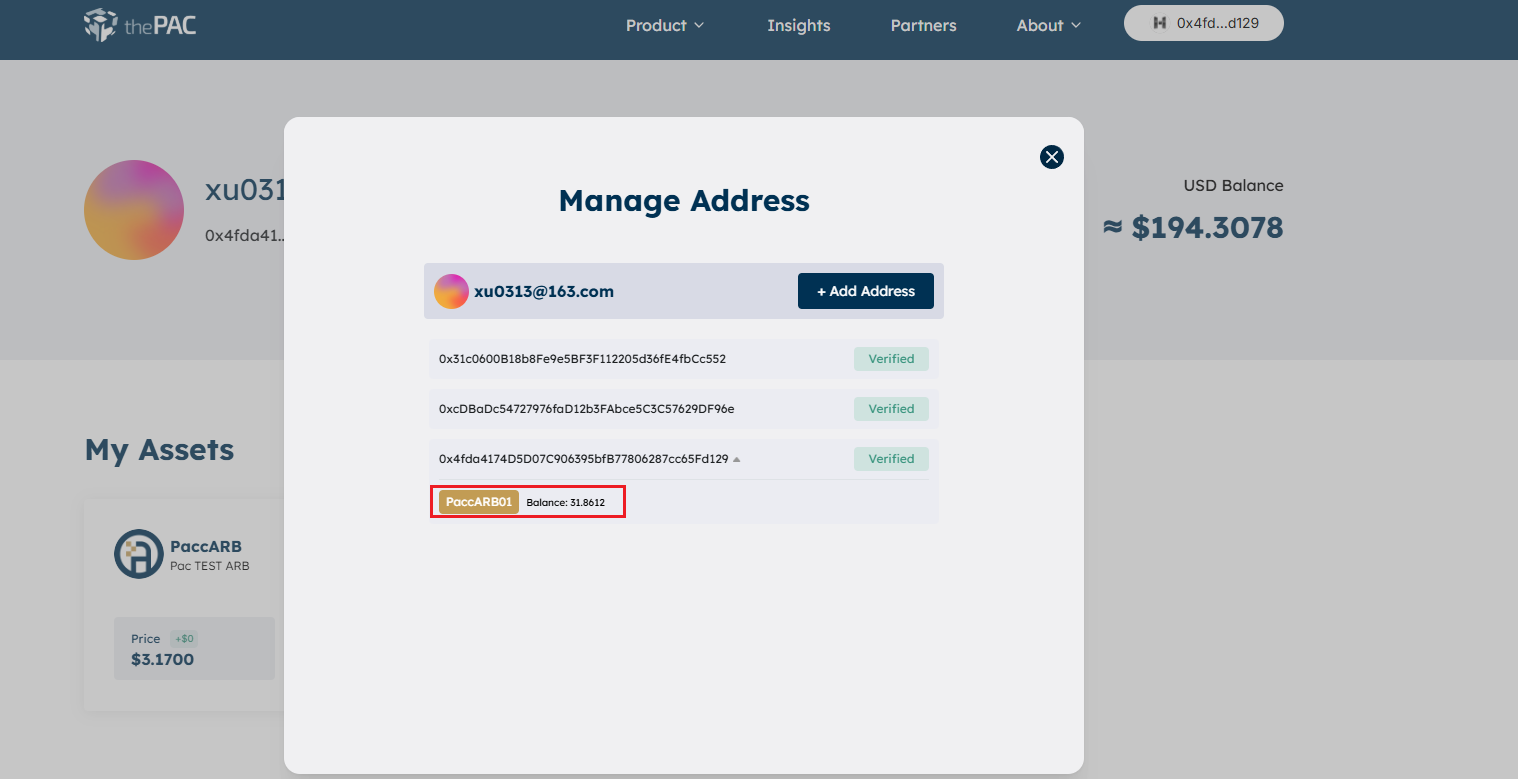 thePAC
Product
Insights
Partners
About
0x4fd...d129
xu031
0x4fda41..
USD Balance
≈ $194.3078
Manage Address
xu0313@163.com
+ Add Address
0x31c0600B18b8Fe9e5BF3F112205d36fE4fbCc552
Verified
0xcDBaDc54727976faD12b3FAbce5C3C57629DF96e
Verified
0x4fda4174D5D07C906395bfB77806287cc65Fd129
Verified
PaccARB01 Balance: 31.8612
My Assets
PaccARB
Pac TEST ARB
Price +$0
$3.1700